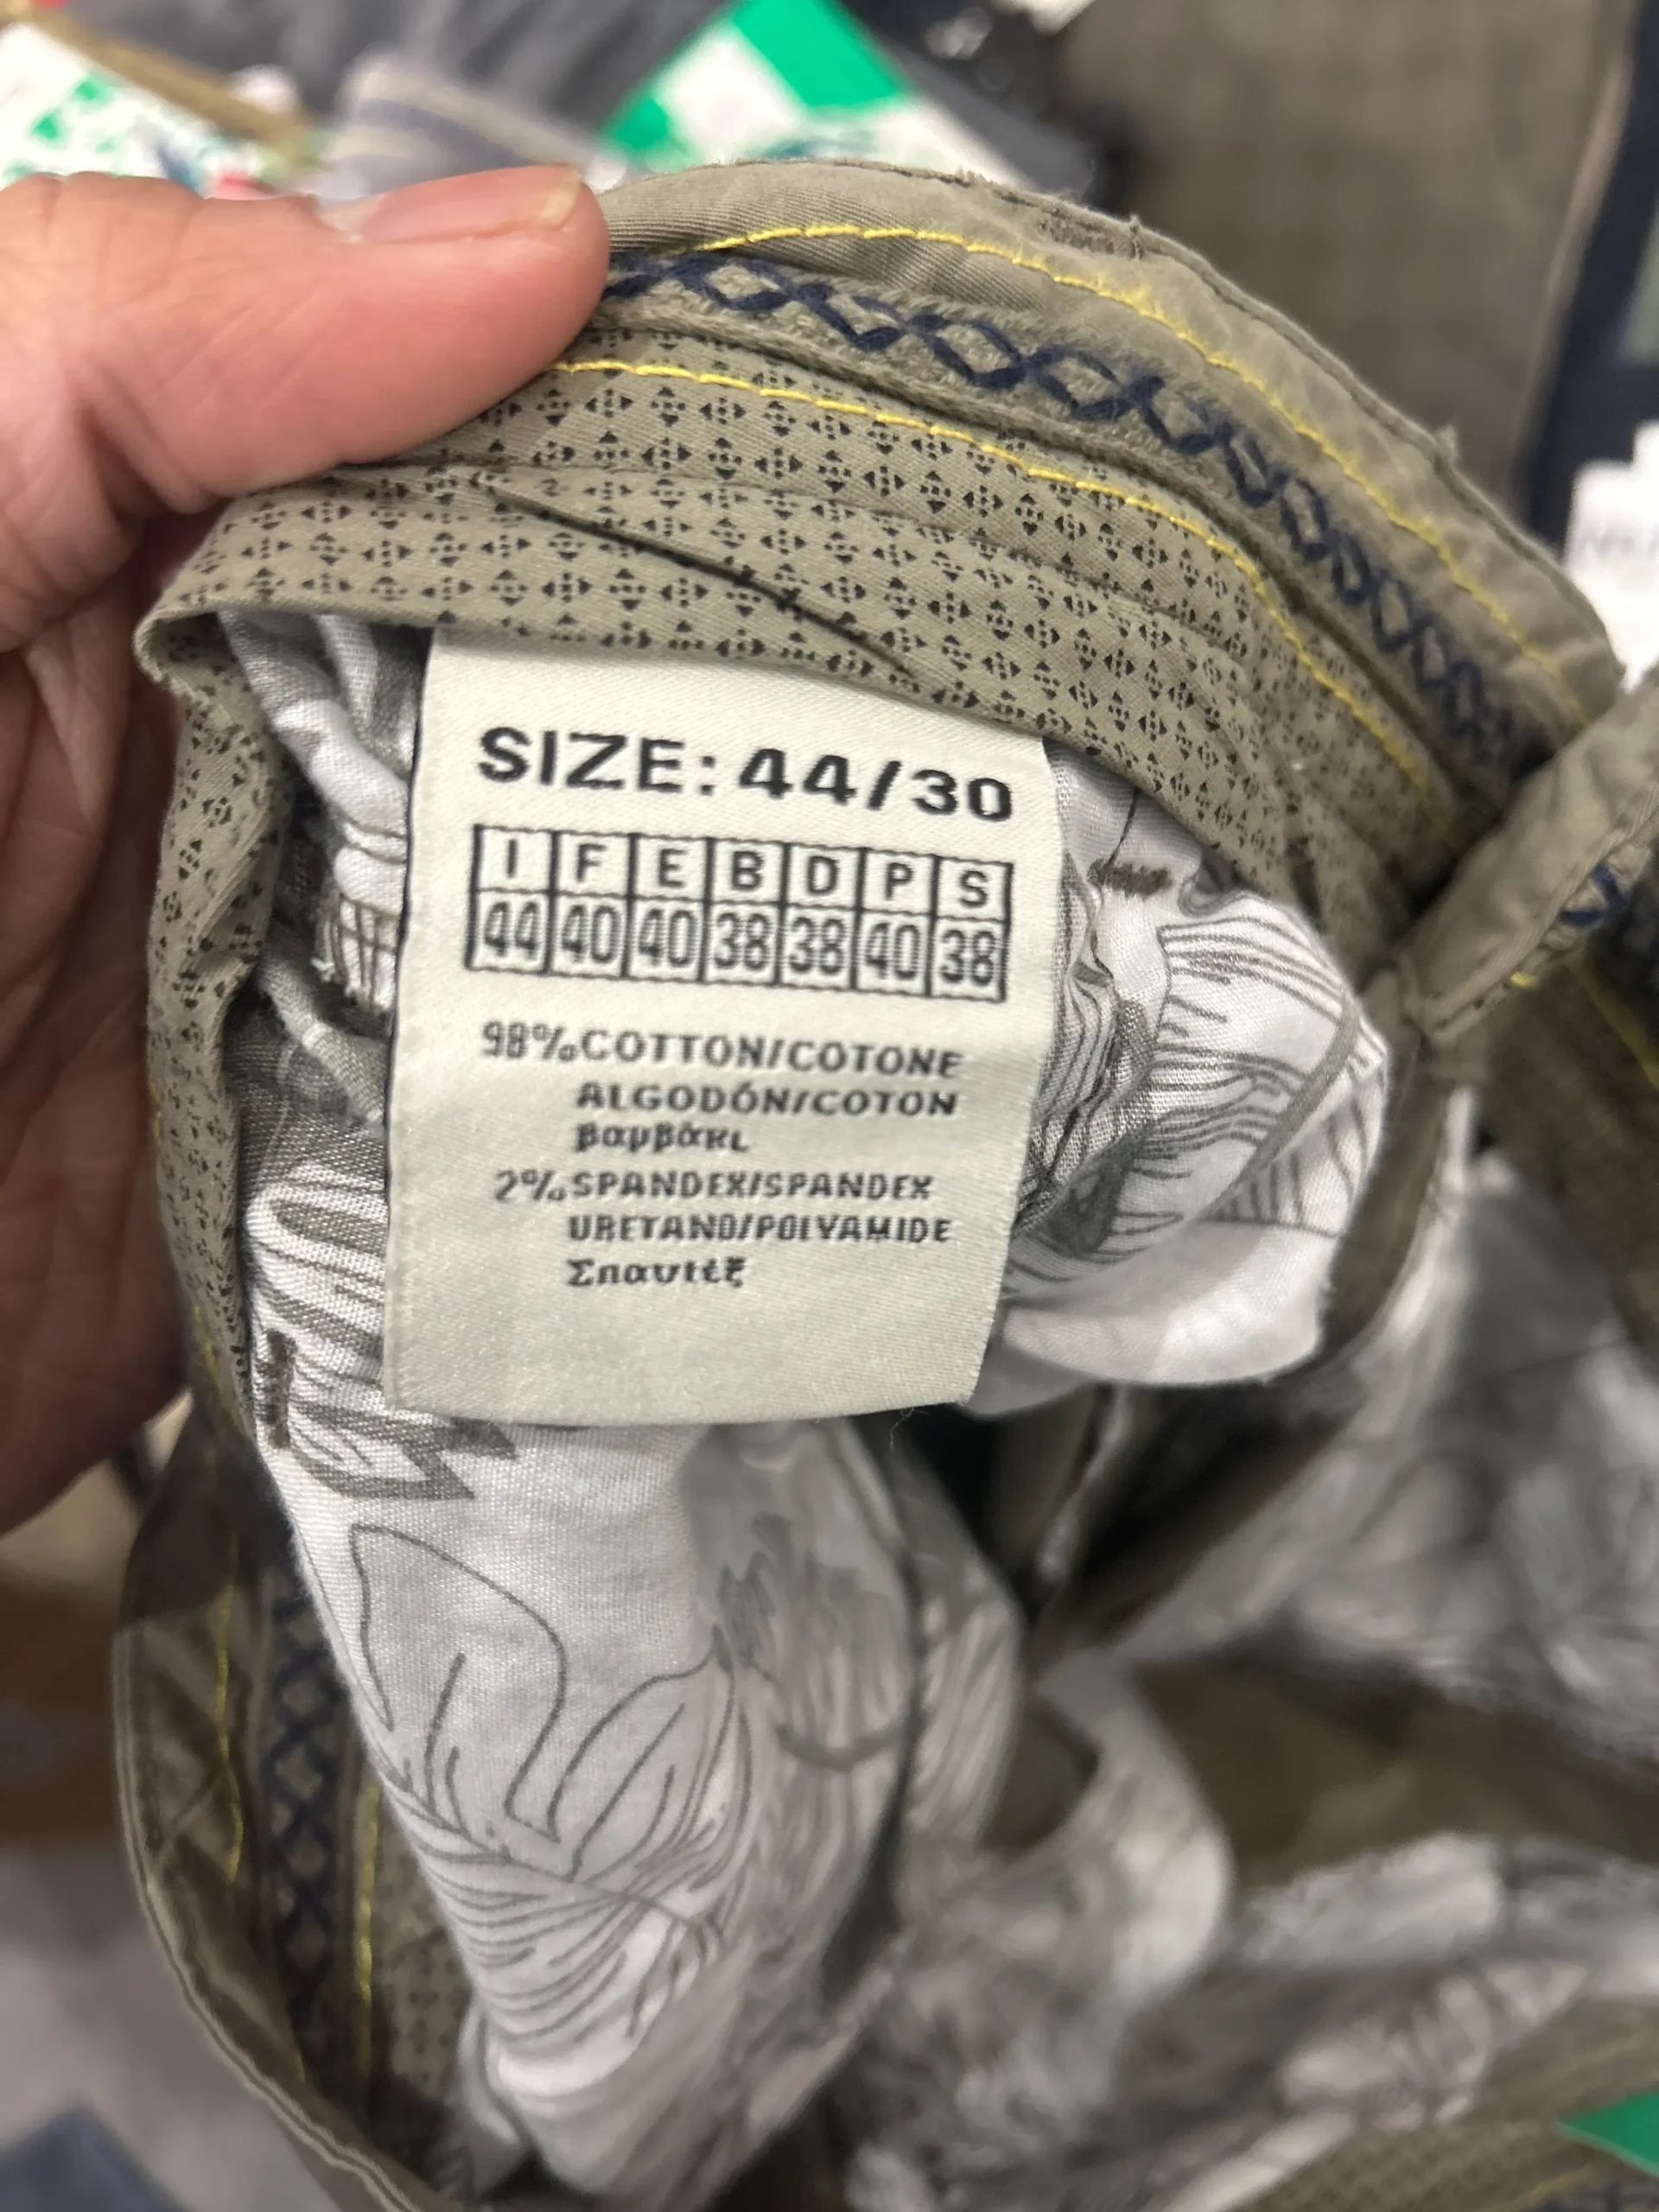 SIZE: 44/30
I F E B D P S
44 40 40 38 38 40 38
98% COTTON/COTONE
ALGODÓN/COTON
βαμβάκι
2% SPANDEX/SPANDEX
URETANO/POLYAMIDE
Σπαντέξ